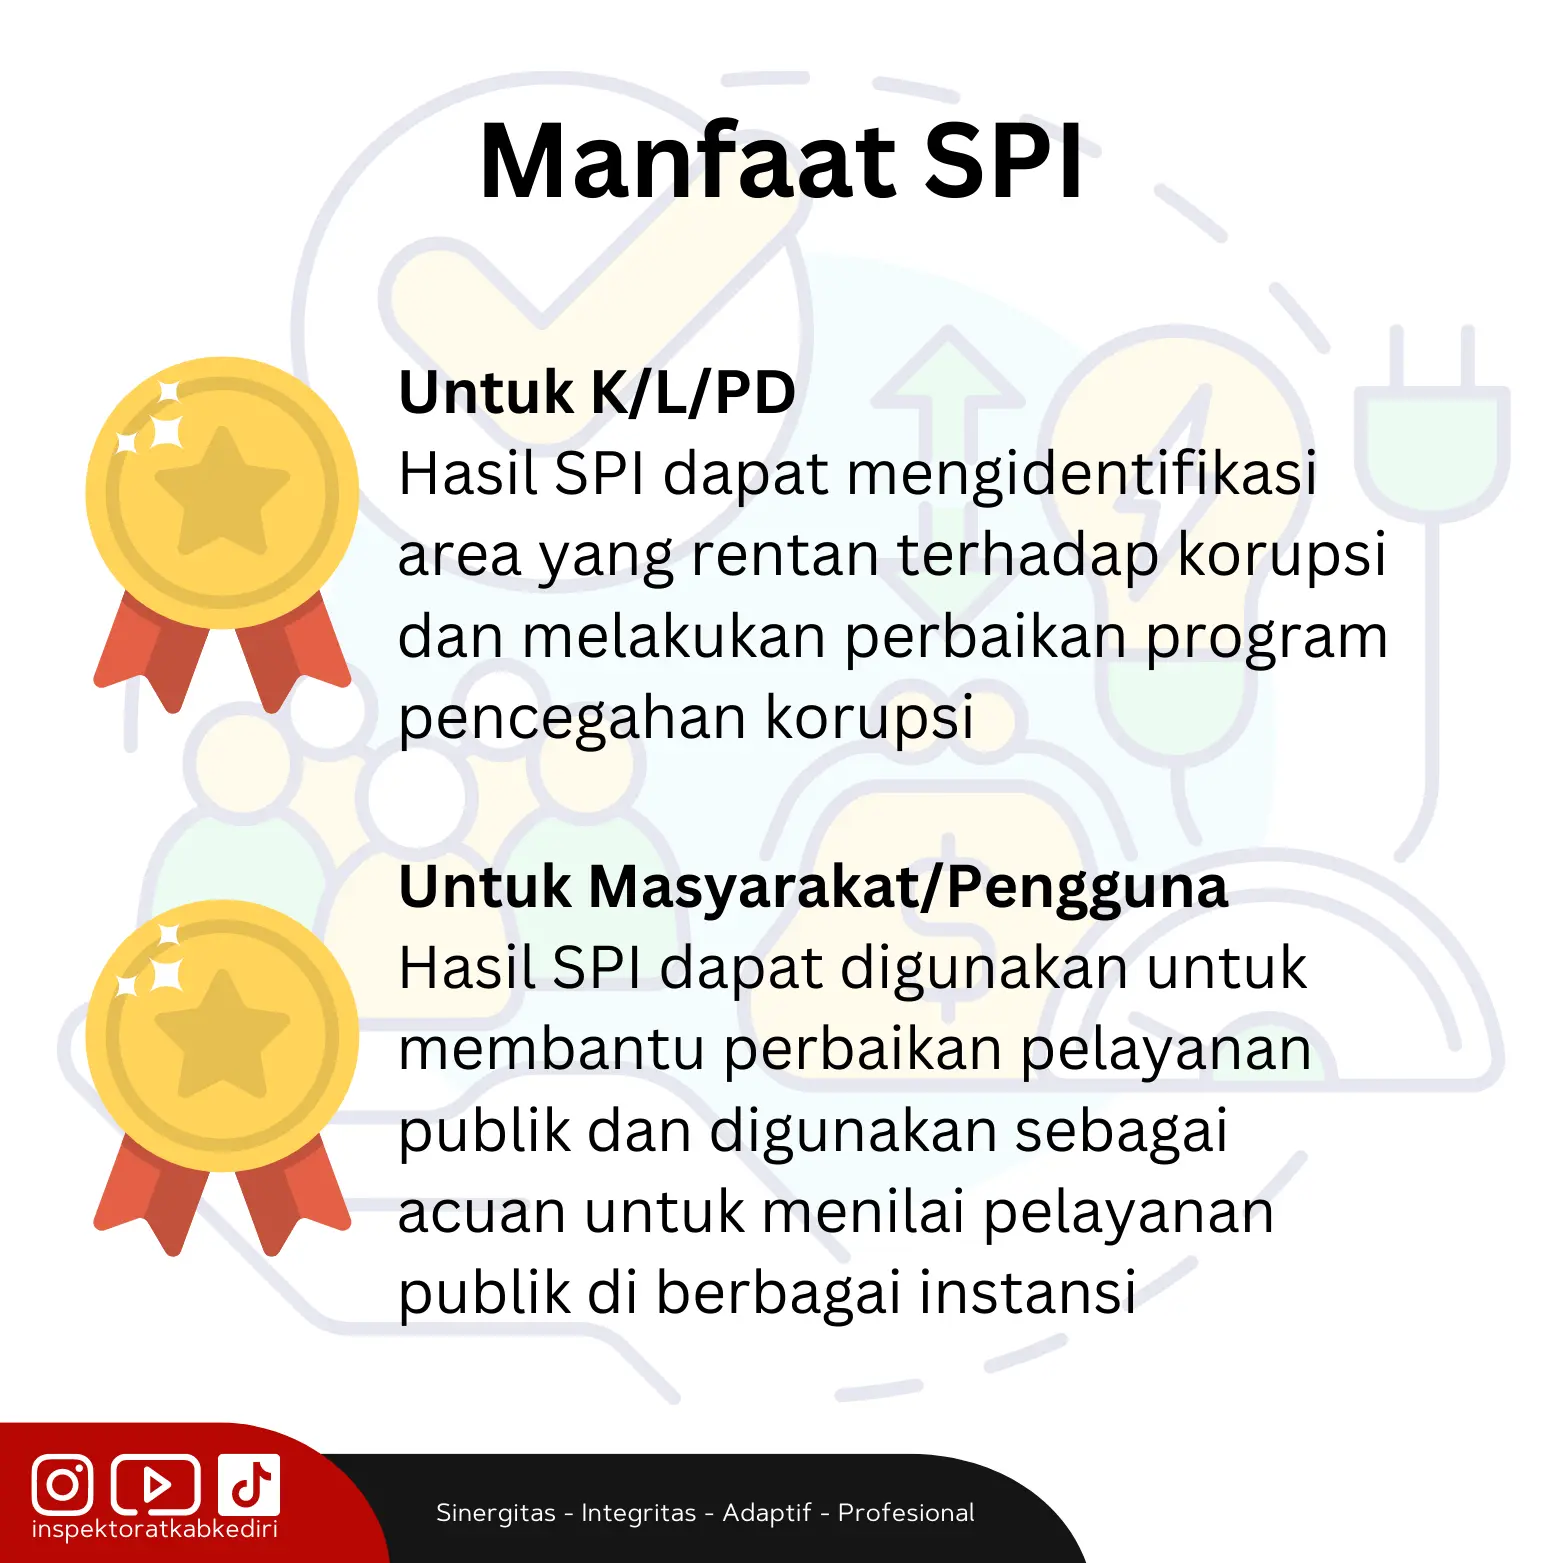 Manfaat SPI
Untuk K/L/PD
Hasil SPI dapat mengidentifikasi
area yang rentan terhadap korupsi
dan melakukan perbaikan program
pencegahan korupsi
Untuk Masyarakat/Pengguna
Hasil SPI dapat digunakan untuk
membantu perbaikan pelayanan
publik dan digunakan sebagai
acuan untuk menilai pelayanan
publik di berbagai instansi
inspektoratkabkediri
Sinergitas - Integritas - Adaptif - Profesional